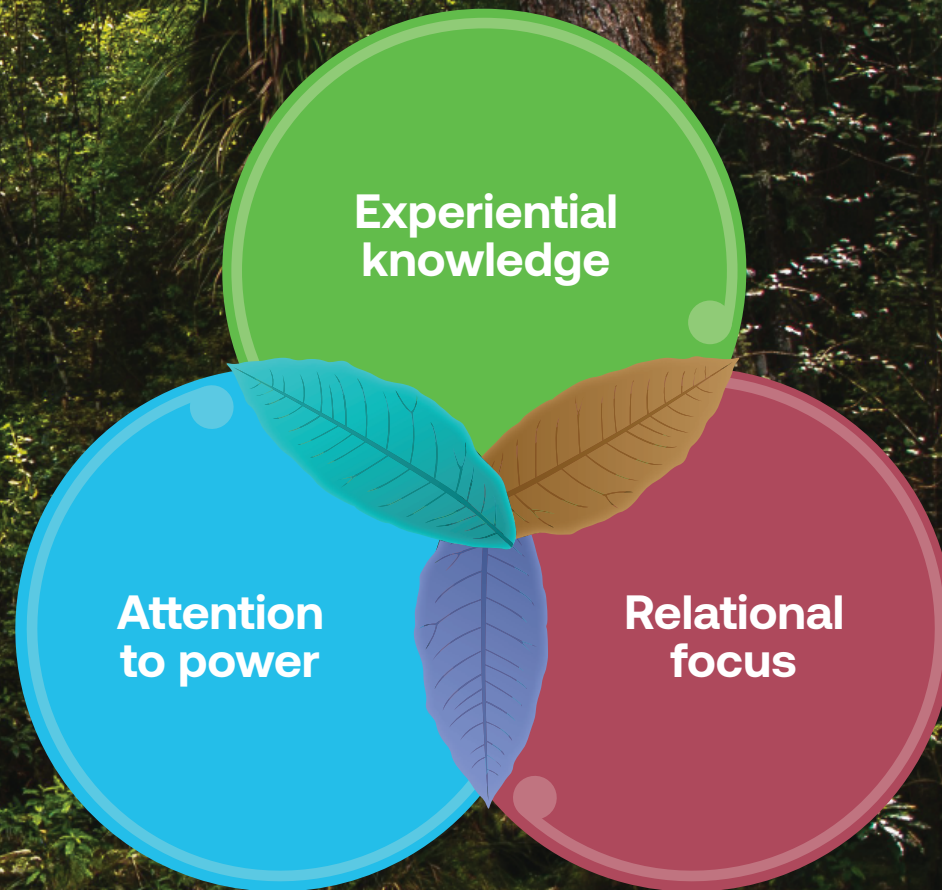 Experiential
knowledge
Attention
to power
Relational
focus